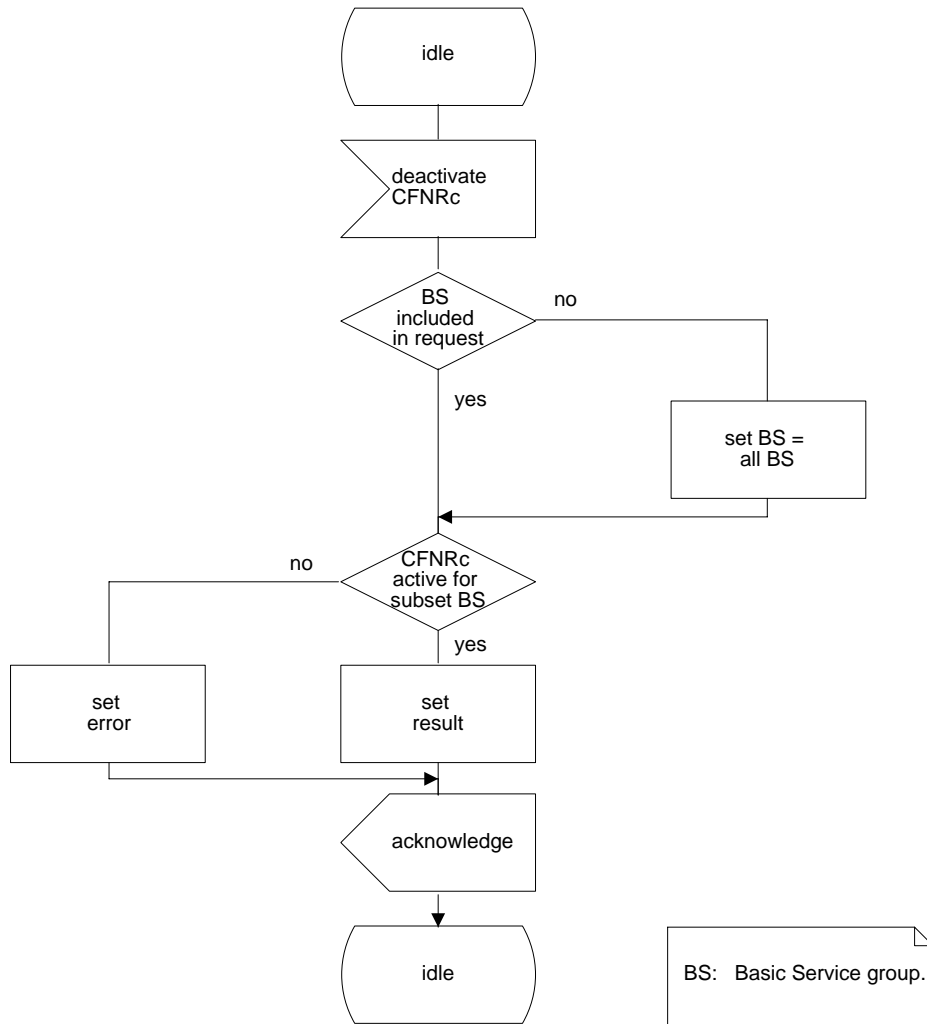 idle
deactivate
CFNRc
BS
included
in request
no
yes
set BS =
all BS
CFNRc
active for
subset BS
no
yes
set
error
set
result
acknowledge
idle
BS: Basic Service group.